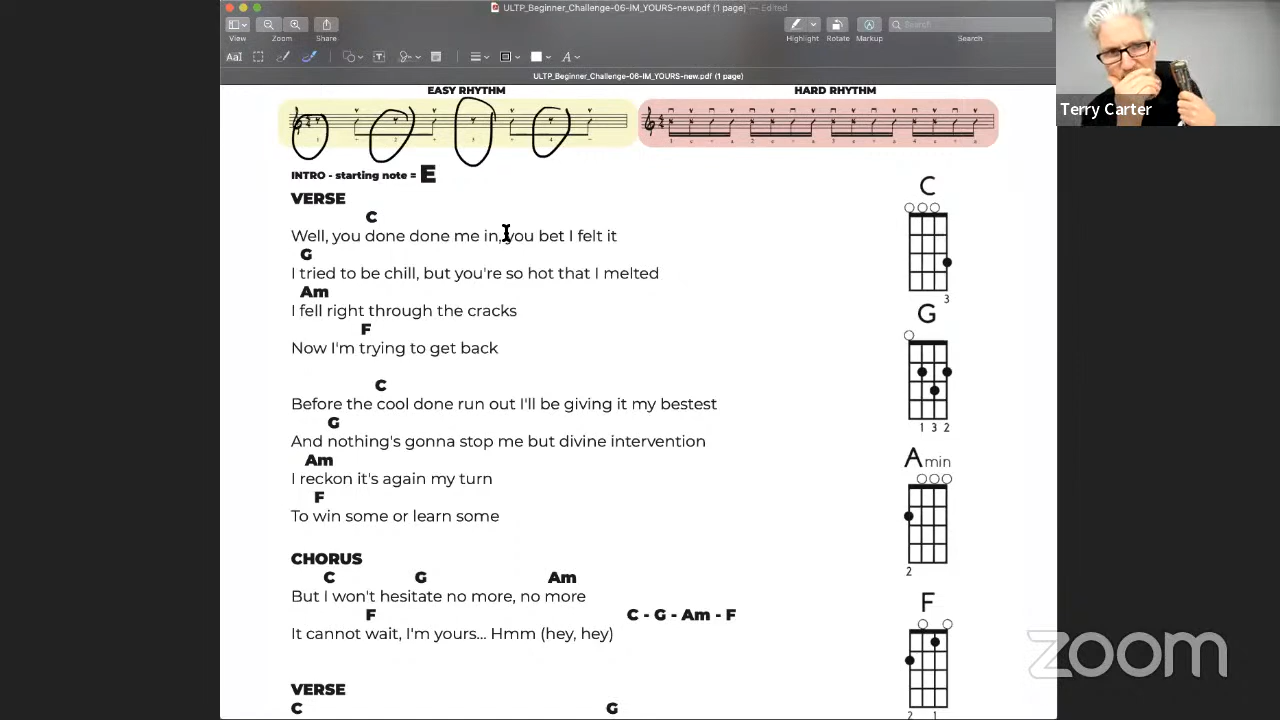 ULTP_Beginner_Challenge-06-IM_YOURS-new.pdf (1 page) — Edited
View Zoom Share Highlight Rotate Markup Search
Search
ULTP_Beginner_Challenge-06-IM_YOURS-new.pdf (1 page)
Terry Carter
EASY RHYTHM
HARD RHYTHM
INTRO - starting note = E
VERSE
C
Well, you done done me in, you bet I felt it
G
I tried to be chill, but you're so hot that I melted
Am
I fell right through the cracks
F
Now I'm trying to get back
C
Before the cool done run out I'll be giving it my bestest
G
And nothing's gonna stop me but divine intervention
Am
I reckon it's again my turn
F
To win some or learn some
CHORUS
C G Am
But I won't hesitate no more, no more
F C - G - Am - F
It cannot wait, I'm yours... Hmm (hey, hey)
VERSE
C G
C
3
G
1 3 2
Amin
2
F
2 1
zoom